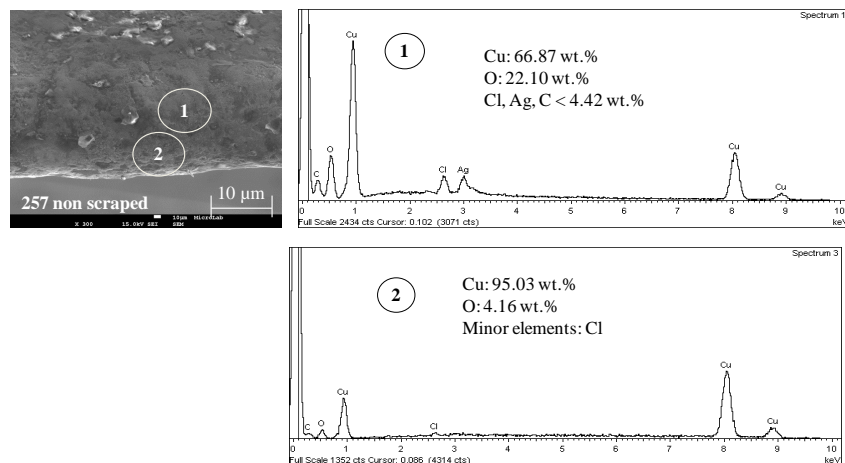 1
2
257 non scraped
10 µm
X 300 15.0kV SEI 10µm MicroLab
SEM
Spectrum 1
1
Cu: 66.87 wt.%
O: 22.10 wt.%
Cl, Ag, C < 4.42 wt.%
Cu
C
O
Cl
Ag
Cu
Cu
0 1 2 3 4 5 6 7 8 9
Full Scale 2434 cts Cursor: 0.102 (3071 cts) keV
Spectrum 3
2
Cu: 95.03 wt.%
O: 4.16 wt.%
Minor elements: Cl
Cu
C
O
Cl
Cu
Cu
0 1 2 3 4 5 6 7 8 9
Full Scale 1352 cts Cursor: 0.086 (4314 cts) keV